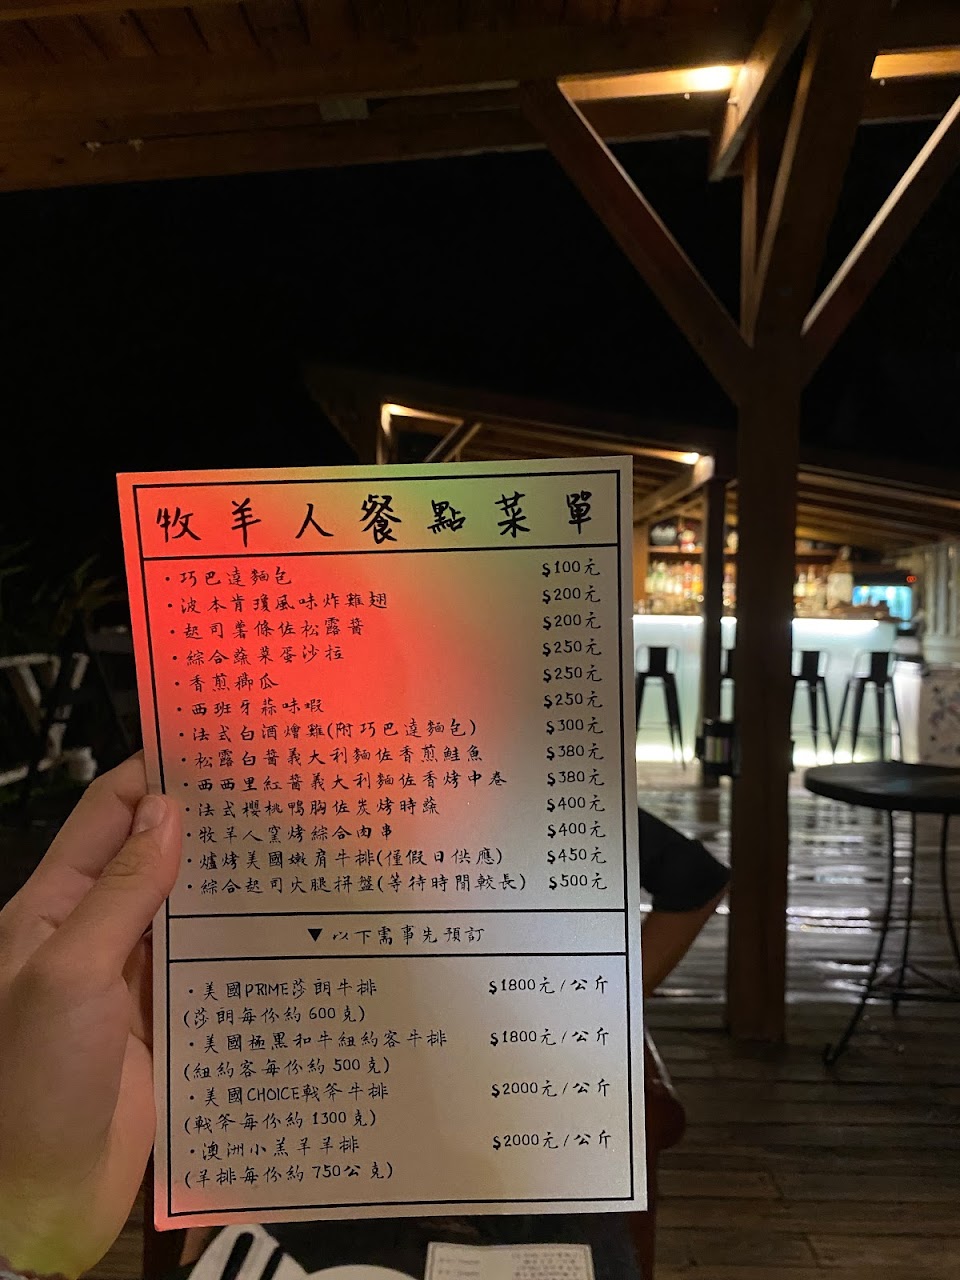 牧羊人餐點菜單
・巧巴達麵包 $100元
・波本肯瓊風味炸雞翅 $200元
・起司薯條佐松露醬 $200元
・綜合蔬菜蛋沙拉 $250元
・香煎櫛瓜 $250元
・西班牙蒜味蝦 $250元
・法式白酒燴雞(附巧巴達麵包) $300元
・松露白醬義大利麵佐香煎鮭魚 $380元
・西西里紅醬義大利麵佐香烤中卷 $380元
・法式櫻桃鴨胸佐炭烤時蔬 $400元
・牧羊人窯烤綜合肉串 $400元
・爐烤美國嫩肩牛排(僅假日供應) $450元
・綜合起司火腿拼盤(等待時間較長) $500元
▼以下需事先預訂
・美國PRIME莎朗牛排 $1800元/公斤
(莎朗每份約600克)
・美國極黑和牛紐約客牛排 $1800元/公斤
(紐約客每份約500克)
・美國CHOICE戰斧牛排 $2000元/公斤
(戰斧每份約1300克)
・澳洲小羔羊羊排 $2000元/公斤
(羊排每份約750公克)